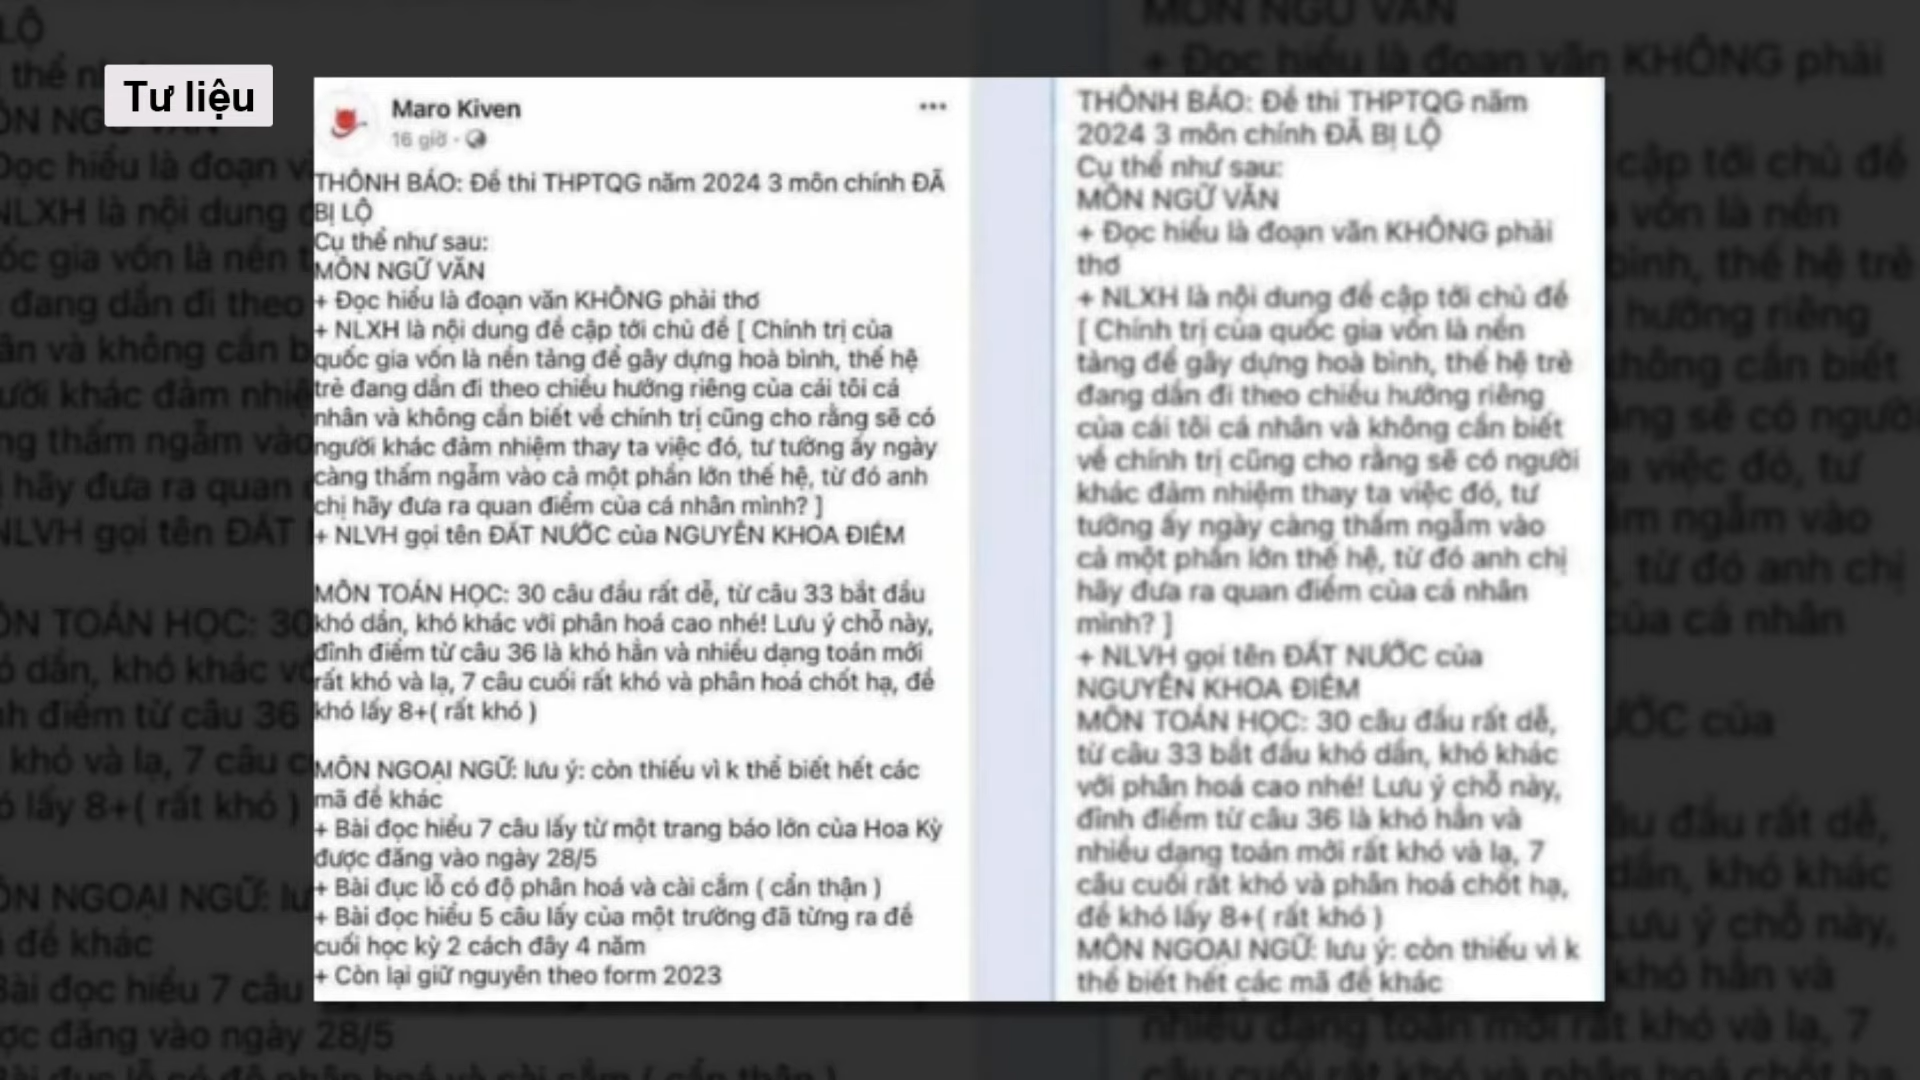 Tư liệu
Maro Kiven
16 giờ
THÔNH BÁO: Đề thi THPTQG năm 2024 3 môn chính ĐÃ
BỊ LỘ
Cụ thể như sau:
MÔN NGỮ VĂN
+ Đọc hiểu là đoạn văn KHÔNG phải thơ
+ NLXH là nội dung đề cập tới chủ đề [ Chính trị của
quốc gia vốn là nền tảng để gây dựng hoà bình, thế hệ
trẻ đang dần đi theo chiều hướng riêng của cái tôi cá
nhân và không cần biết về chính trị cũng cho rằng sẽ có
người khác đảm nhiệm thay ta việc đó, tư tưởng ấy ngày
càng thấm ngẫm vào cả một phần lớn thế hệ, từ đó anh
chị hãy đưa ra quan điểm của cá nhân mình? ]
+ NLVH gọi tên ĐẤT NƯỚC của NGUYỄN KHOA ĐIỀM
MÔN TOÁN HỌC: 30 câu đầu rất dễ, từ câu 33 bắt đầu
khó dần, khó khác với phân hoá cao nhé! Lưu ý chỗ này,
đỉnh điểm từ câu 36 là khó hẳn và nhiều dạng toán mới
rất khó và lạ, 7 câu cuối rất khó và phân hoá chốt hạ, đề
khó lấy 8+( rất khó )
MÔN NGOẠI NGỮ: lưu ý: còn thiếu vì k thể biết hết các
mã đề khác
+ Bài đọc hiểu 7 câu lấy từ một trang báo lớn của Hoa Kỳ
được đăng vào ngày 28/5
+ Bài đục lỗ có độ phân hoá và cài cắm ( cẩn thận )
+ Bài đọc hiểu 5 câu lấy của một trường đã từng ra đề
cuối học kỳ 2 cách đây 4 năm
+ Còn lại giữ nguyên theo form 2023
THÔNH BÁO: Đề thi THPTQG năm
2024 3 môn chính ĐÃ BỊ LỘ
Cụ thể như sau:
MÔN NGỮ VĂN
+ Đọc hiểu là đoạn văn KHÔNG phải
thơ
+ NLXH là nội dung đề cập tới chủ đề
[ Chính trị của quốc gia vốn là nền
tảng để gây dựng hoà bình, thế hệ trẻ
đang dần đi theo chiều hướng riêng
của cái tôi cá nhân và không cần biết
về chính trị cũng cho rằng sẽ có người
khác đảm nhiệm thay ta việc đó, tư
tưởng ấy ngày càng thấm ngẫm vào
cả một phần lớn thế hệ, từ đó anh chị
hãy đưa ra quan điểm của cá nhân
mình? ]
+ NLVH gọi tên ĐẤT NƯỚC của
NGUYỄN KHOA ĐIỀM
MÔN TOÁN HỌC: 30 câu đầu rất dễ,
từ câu 33 bắt đầu khó dần, khó khác
với phân hoá cao nhé! Lưu ý chỗ này,
đỉnh điểm từ câu 36 là khó hẳn và
nhiều dạng toán mới rất khó và lạ, 7
câu cuối rất khó và phân hoá chốt hạ,
đề khó lấy 8+( rất khó )
MÔN NGOẠI NGỮ: lưu ý: còn thiếu vì k
thể biết hết các mã đề khác